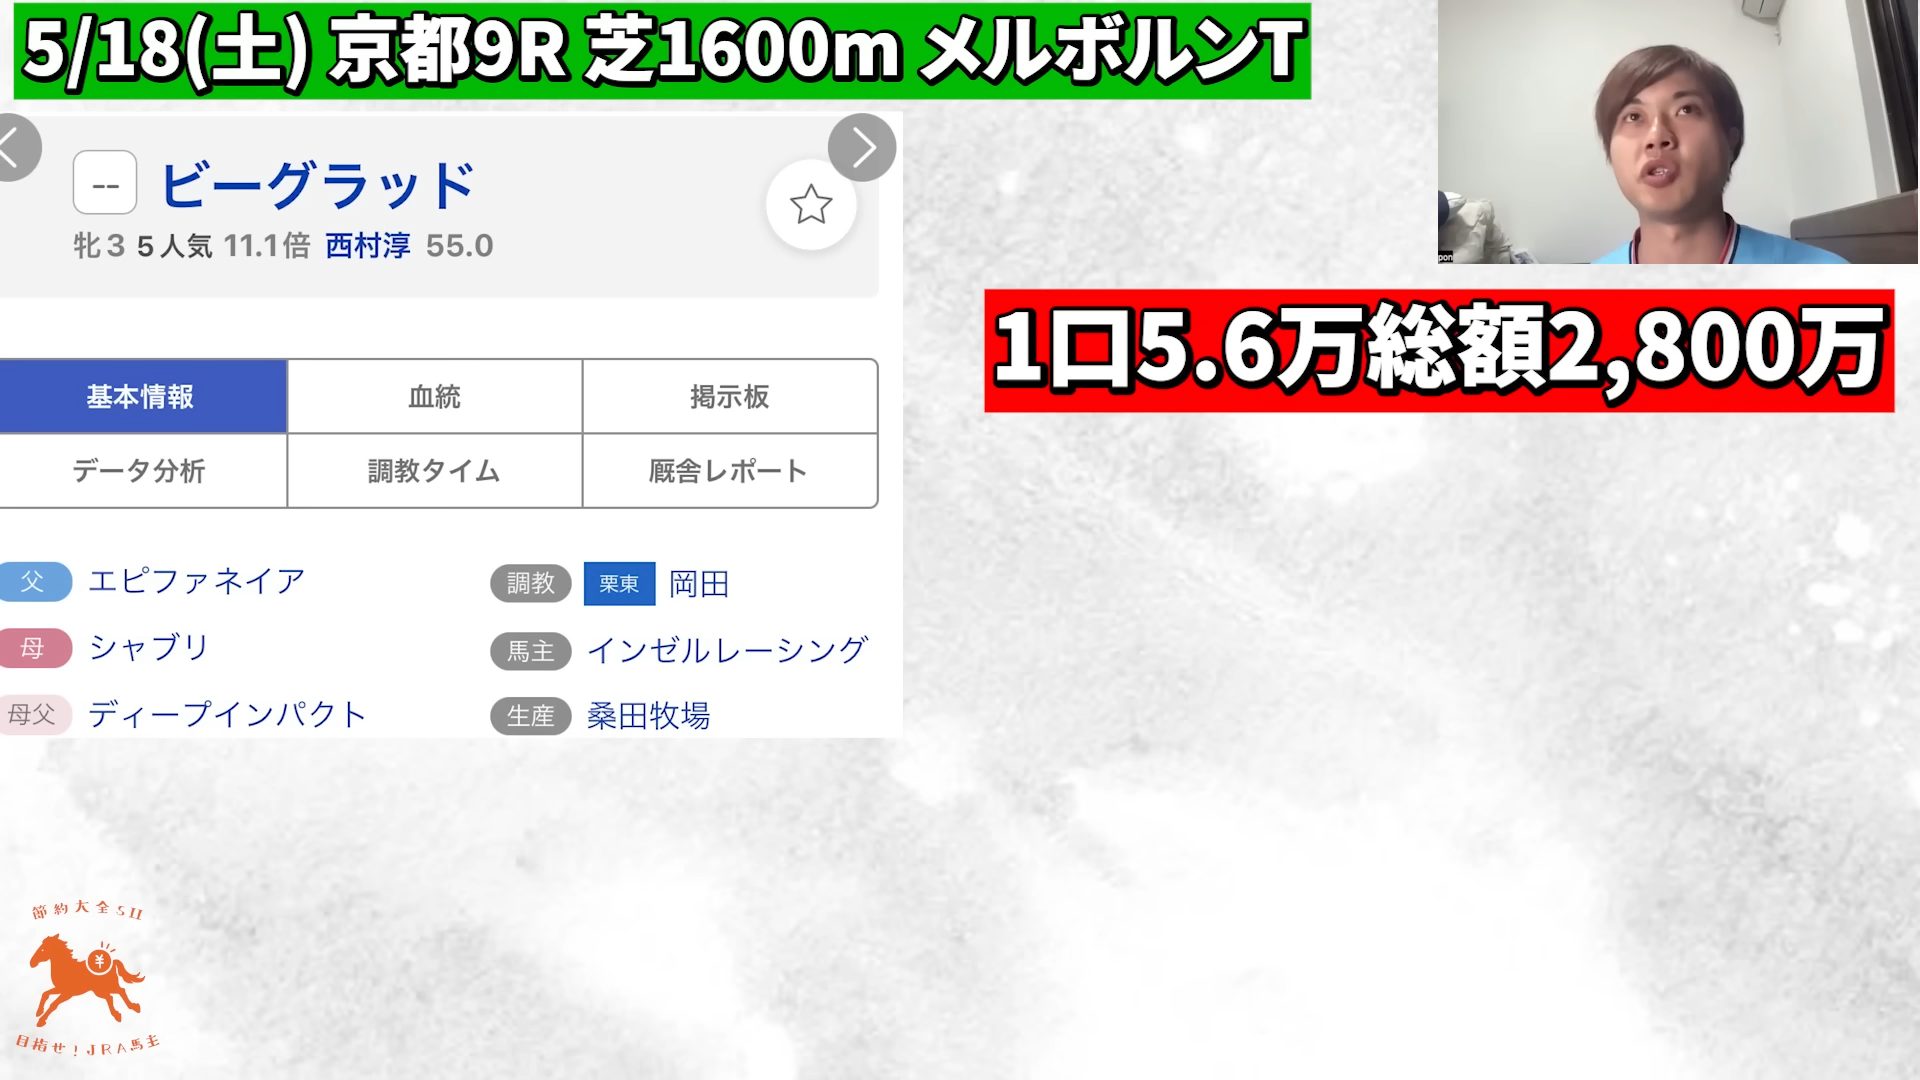 5/18(土) 京都9R 芝1600m メルボルンT
-- ビーグラッド
牝3 5人気 11.1倍 西村淳 55.0
1口5.6万総額2,800万
基本情報 血統 掲示板
データ分析 調教タイム 厩舎レポート
父 エピファネイア 調教 栗東 岡田
母 シャブリ 馬主 インゼルレーシング
母父 ディープインパクト 生産 桑田牧場
節約大全SII
¥
目指せ!JRA馬主
pon